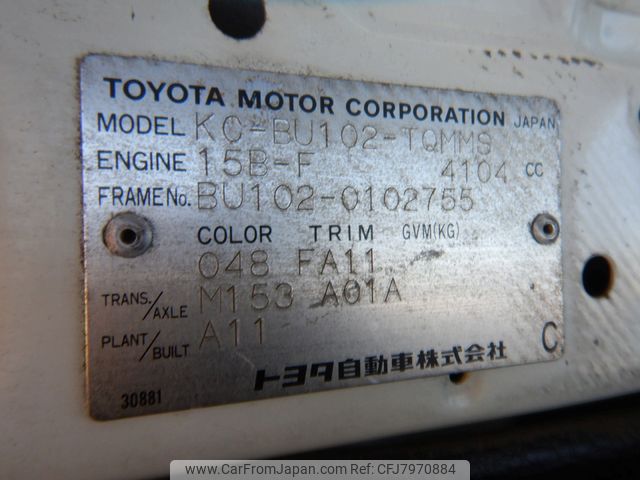 TOYOTA MOTOR CORPORATION JAPAN
MODEL KC-BU102-TQMMS
ENGINE 15B-F 4104 CC
FRAME No. BU102-0102755
COLOR TRIM GVM(KG)
048 FA11
TRANS./AXLE M153 A01A
PLANT/BUILT A11
C
トヨタ自動車株式会社
30881
www.CarFromJapan.com | CFJ7970884